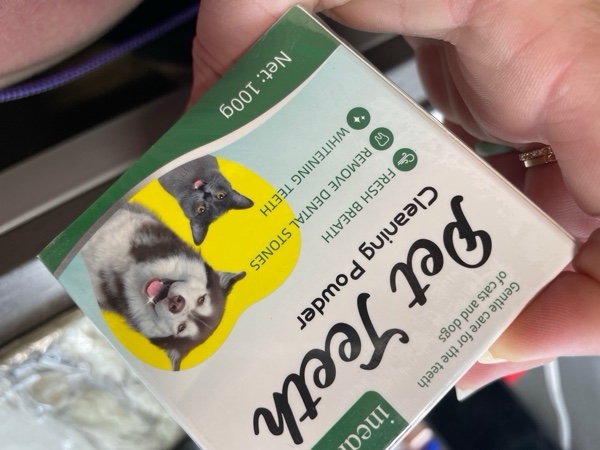 Gentle care for the teeth
of cats and dogs
Pet Teeth
Cleaning Powder
FRESH BREATH
REMOVE DENTAL STONES
WHITENING TEETH
Net: 100g